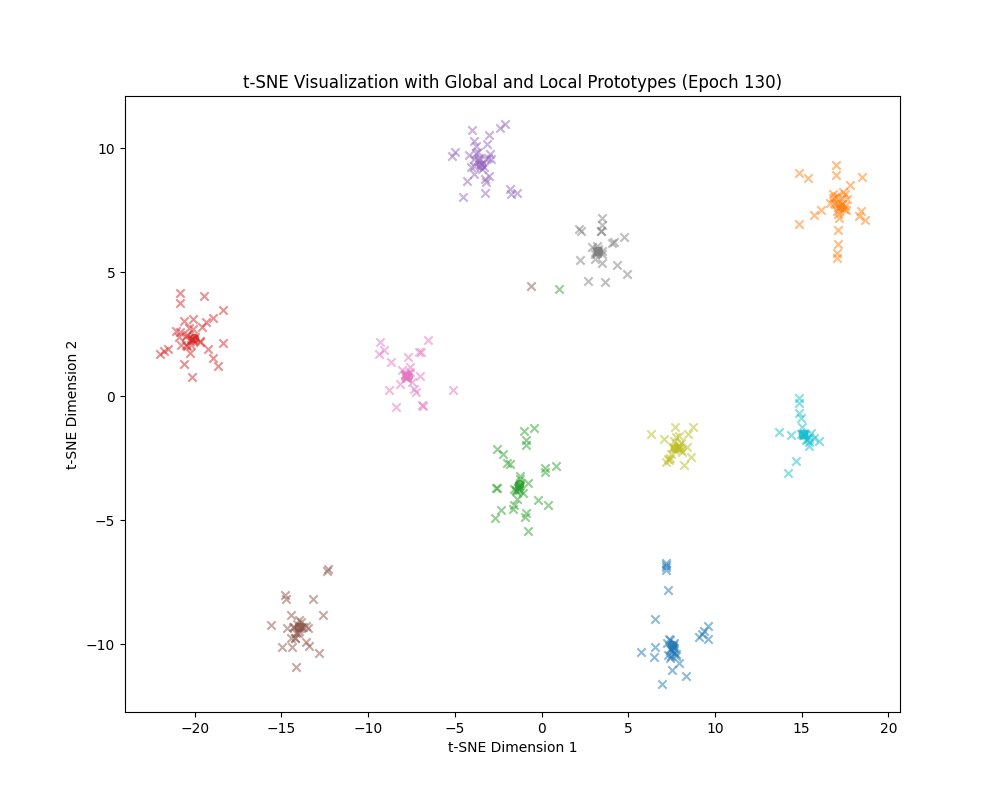 t-SNE Visualization with Global and Local Prototypes (Epoch 130)
10
5
0
−5
−10
t-SNE Dimension 2
−20 −15 −10 −5 0 5 10 15 20
t-SNE Dimension 1